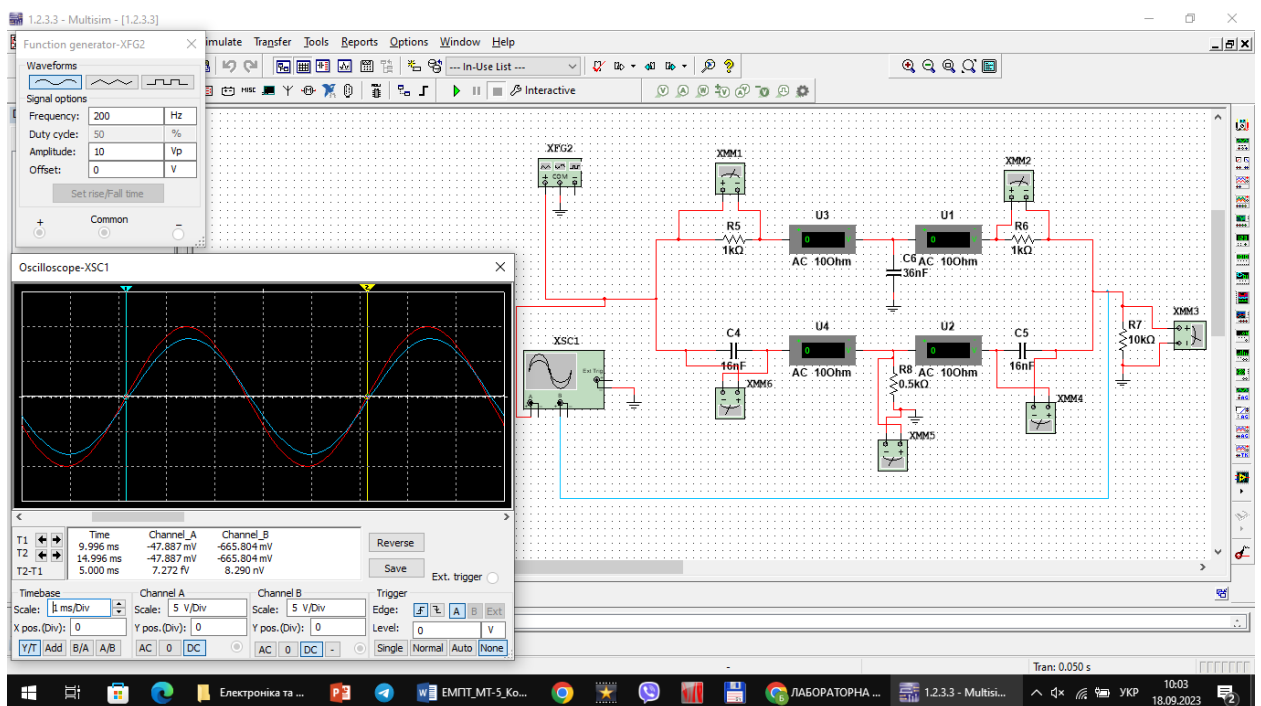 1.2.3.3 - Multisim - [1.2.3.3]
Function generator-XFG2
imulate Transfer Tools Reports Options Window Help
Waveforms
--- In-Use List ---
Signal options
Interactive
Frequency: 200 Hz
Duty cycle: 50 %
Amplitude: 10 Vp
Offset: 0 V
Set rise/Fall time
+ Common -
XFG2
COM
XMM1
XMM2
R5
1kΩ
U3
0
AC 10Ohm
U1
0
AC 10Ohm
R6
1kΩ
C6
36nF
Oscilloscope-XSC1
XSC1
Ext Trig
A B
C4
16nF
U4
0
AC 10Ohm
U2
0
AC 10Ohm
C5
16nF
R7
10kΩ
XMM3
XMM6
R8
0.5kΩ
XMM4
XMM5
1 2
Time Channel_A Channel_B
T1 9.996 ms -47.887 mV -665.804 mV
T2 14.996 ms -47.887 mV -665.804 mV
T2-T1 5.000 ms 7.272 fV 8.290 nV
Reverse
Save
Ext. trigger
Timebase
Scale: 1 ms/Div
X pos.(Div): 0
Y/T Add B/A A/B
Channel A
Scale: 5 V/Div
Y pos.(Div): 0
AC 0 DC
Channel B
Scale: 5 V/Div
Y pos.(Div): 0
AC 0 DC -
Trigger
Edge: A B Ext
Level: 0 V
Single Normal Auto None
- Tran: 0.050 s
Електроніка та ...
ЕМПТ_МТ-5_Ко...
ЛАБОРАТОРНА ...
1.2.3.3 - Multisi...
УКР
10:03
18.09.2023
2